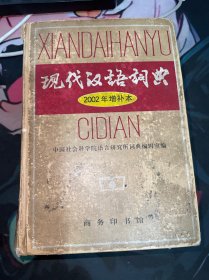 XIANDAIHANYU
现代汉语词典
2002年增补本
CIDIAN
中国社会科学院语言研究所词典编辑室编
商务印书馆